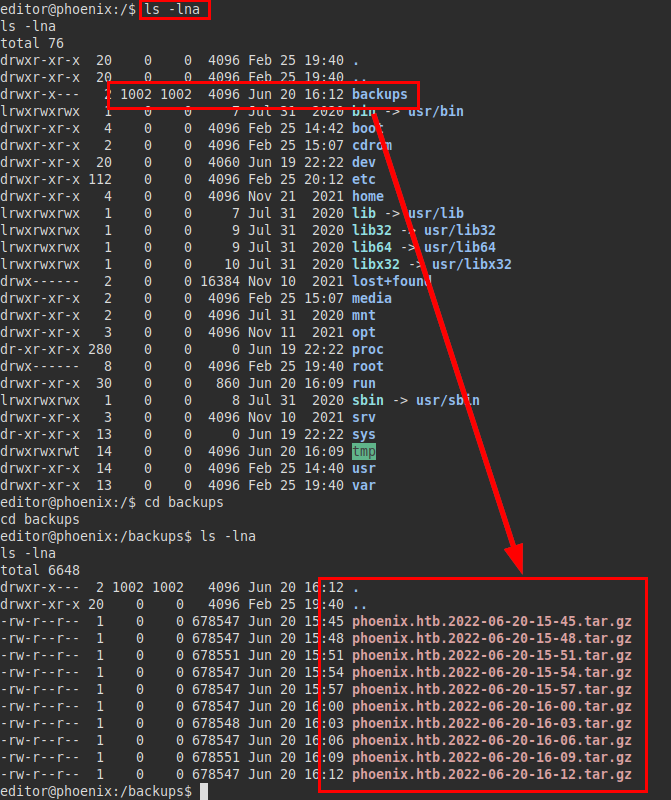 editor@phoenix:/$ ls -lna
ls -lna
total 76
drwxr-xr-x  20    0    0  4096 Feb 25 19:40 .
drwxr-xr-x  20    0    0  4096 Feb 25 19:40 ..
drwxr-x---   2 1002 1002  4096 Jun 20 16:12 backups
lrwxrwxrwx   1    0    0     7 Jul 31  2020 bin -> usr/bin
drwxr-xr-x   4    0    0  4096 Feb 25 14:42 boot
drwxr-xr-x   2    0    0  4096 Feb 25 15:07 cdrom
drwxr-xr-x  20    0    0  4060 Jun 19 22:22 dev
drwxr-xr-x 112    0    0  4096 Feb 25 20:12 etc
drwxr-xr-x   4    0    0  4096 Nov 21  2021 home
lrwxrwxrwx   1    0    0     7 Jul 31  2020 lib -> usr/lib
lrwxrwxrwx   1    0    0     9 Jul 31  2020 lib32 -> usr/lib32
lrwxrwxrwx   1    0    0     9 Jul 31  2020 lib64 -> usr/lib64
lrwxrwxrwx   1    0    0    10 Jul 31  2020 libx32 -> usr/libx32
drwx------   2    0    0 16384 Nov 10  2021 lost+found
drwxr-xr-x   2    0    0  4096 Feb 25 15:07 media
drwxr-xr-x   2    0    0  4096 Jul 31  2020 mnt
drwxr-xr-x   3    0    0  4096 Nov 11  2021 opt
dr-xr-xr-x 280    0    0     0 Jun 19 22:22 proc
drwx------   8    0    0  4096 Feb 25 19:40 root
drwxr-xr-x  30    0    0   860 Jun 20 16:09 run
lrwxrwxrwx   1    0    0     8 Jul 31  2020 sbin -> usr/sbin
drwxr-xr-x   3    0    0  4096 Nov 10  2021 srv
dr-xr-xr-x  13    0    0     0 Jun 19 22:22 sys
drwxrwxrwt  14    0    0  4096 Jun 20 16:09 tmp
drwxr-xr-x  14    0    0  4096 Feb 25 14:40 usr
drwxr-xr-x  13    0    0  4096 Feb 25 19:40 var
editor@phoenix:/$ cd backups
cd backups
editor@phoenix:/backups$ ls -lna
ls -lna
total 6648
drwxr-x---  2 1002 1002   4096 Jun 20 16:12 .
drwxr-xr-x 20    0    0   4096 Feb 25 19:40 ..
-rw-r--r--  1    0    0 678547 Jun 20 15:45 phoenix.htb.2022-06-20-15-45.tar.gz
-rw-r--r--  1    0    0 678547 Jun 20 15:48 phoenix.htb.2022-06-20-15-48.tar.gz
-rw-r--r--  1    0    0 678551 Jun 20 15:51 phoenix.htb.2022-06-20-15-51.tar.gz
-rw-r--r--  1    0    0 678547 Jun 20 15:54 phoenix.htb.2022-06-20-15-54.tar.gz
-rw-r--r--  1    0    0 678547 Jun 20 15:57 phoenix.htb.2022-06-20-15-57.tar.gz
-rw-r--r--  1    0    0 678547 Jun 20 16:00 phoenix.htb.2022-06-20-16-00.tar.gz
-rw-r--r--  1    0    0 678548 Jun 20 16:03 phoenix.htb.2022-06-20-16-03.tar.gz
-rw-r--r--  1    0    0 678547 Jun 20 16:06 phoenix.htb.2022-06-20-16-06.tar.gz
-rw-r--r--  1    0    0 678551 Jun 20 16:09 phoenix.htb.2022-06-20-16-09.tar.gz
-rw-r--r--  1    0    0 678547 Jun 20 16:12 phoenix.htb.2022-06-20-16-12.tar.gz
editor@phoenix:/backups$